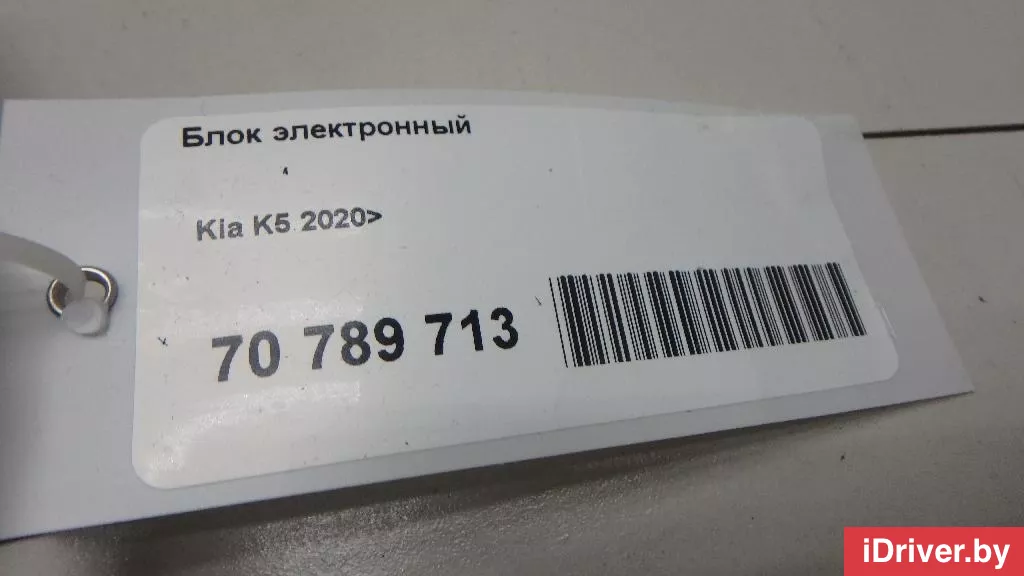 Блок электронный
Kia K5 2020>
70 789 713
iDriver.by